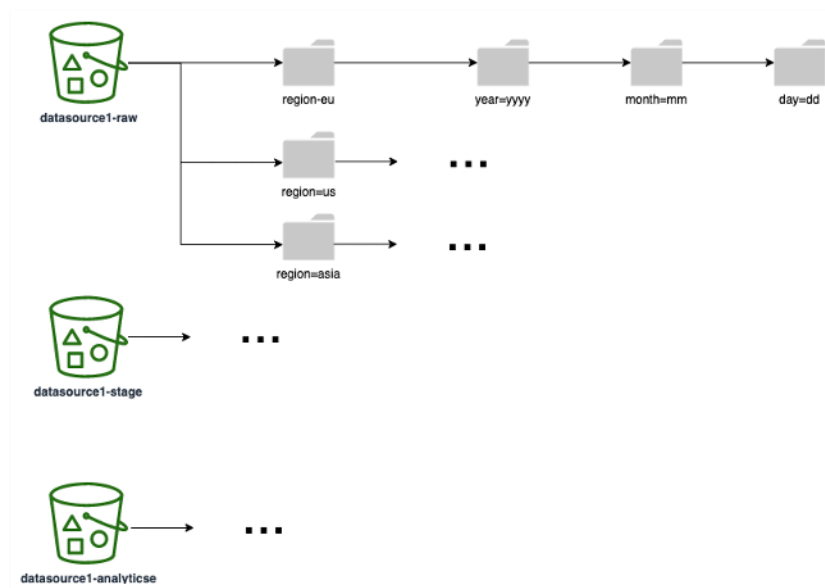 datasource1-raw
region-eu
year=yyyy
month=mm
day=dd
region=us
region=asia
datasource1-stage
datasource1-analyticse